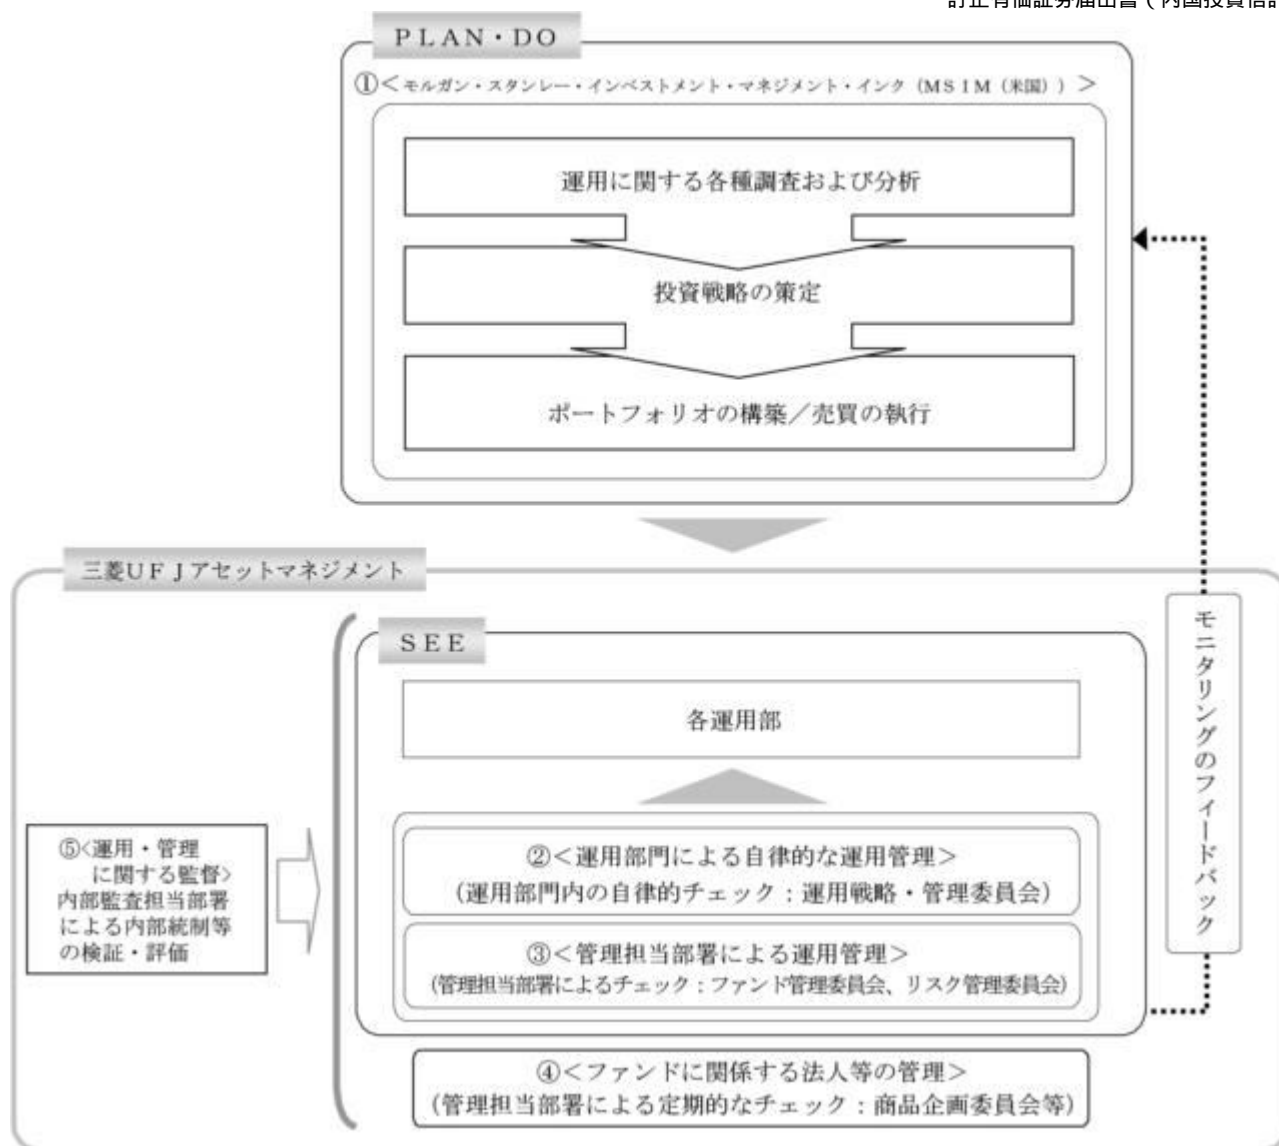 訂正有価証券届出書（内国投資信託
ＰＬＡＮ・ＤＯ
①＜モルガン・スタンレー・インベストメント・マネジメント・インク（ＭＳＩＭ（米国））＞
運用に関する各種調査および分析
投資戦略の策定
ポートフォリオの構築／売買の執行
三菱ＵＦＪアセットマネジメント
ＳＥＥ
各運用部
②＜運用部門による自律的な運用管理＞
（運用部門内の自律的チェック：運用戦略・管理委員会）
③＜管理担当部署による運用管理＞
（管理担当部署によるチェック：ファンド管理委員会、リスク管理委員会）
④＜ファンドに関係する法人等の管理＞
（管理担当部署による定期的なチェック：商品企画委員会等）
⑤<運用・管理
に関する監督>
内部監査担当部署
による内部統制等
の検証・評価
モニタリングのフィードバック